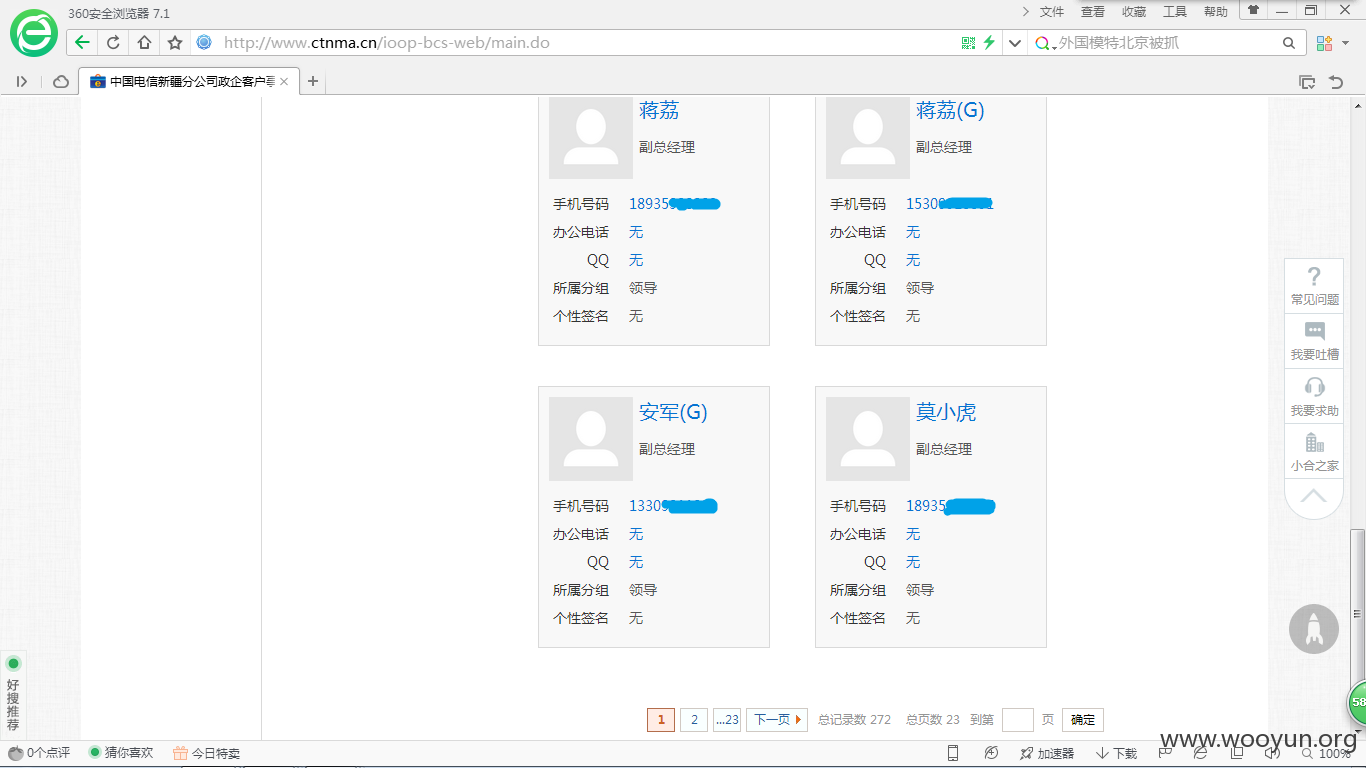 360安全浏览器 7.1
文件 查看 收藏 工具 帮助
http://www.ctnma.cn/ioop-bcs-web/main.do
外国模特北京被抓
中国电信新疆分公司政企客户
蒋荔
副总经理
手机号码 18935
办公电话 无
QQ 无
所属分组 领导
个性签名 无
蒋荔(G)
副总经理
手机号码 15309
办公电话 无
QQ 无
所属分组 领导
个性签名 无
安军(G)
副总经理
手机号码 1330
办公电话 无
QQ 无
所属分组 领导
个性签名 无
莫小虎
副总经理
手机号码 18935
办公电话 无
QQ 无
所属分组 领导
个性签名 无
常见问题
我要吐槽
我要求助
小合之家
好搜推荐
58
1 2 ...23 下一页 总记录数 272 总页数 23 到第 页 确定
0个点评 猜你喜欢 今日特卖
加速器 下载 100%
www.wooyun.org